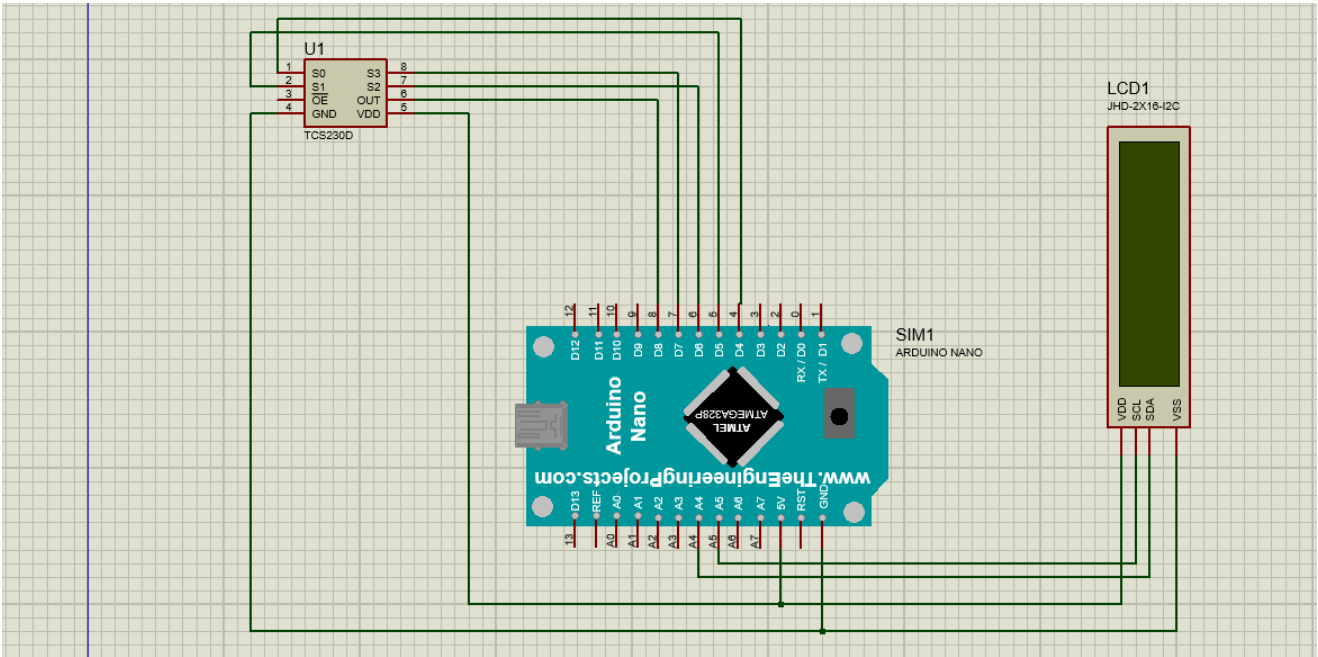 U1
1 S0 S3 8
2 S1 S2 7
3 OE OUT 6
4 GND VDD 5
TCS230D
LCD1
JHD-2X16-I2C
VDD SCL SDA VSS
12 11 10 9 8 7 6 5 4 3 2 0 1
D12 D11 D10 D9 D8 D7 D6 D5 D4 D3 D2 RX / D0 TX / D1
SIM1
ARDUINO NANO
Arduino
Nano
ATMEL
ATMEGA328P
www.TheEngineeringProjects.com
D13 REF A0 A1 A2 A3 A4 A5 A6 A7 5V RST GND
13 A0 A1 A2 A3 A4 A5 A6 A7